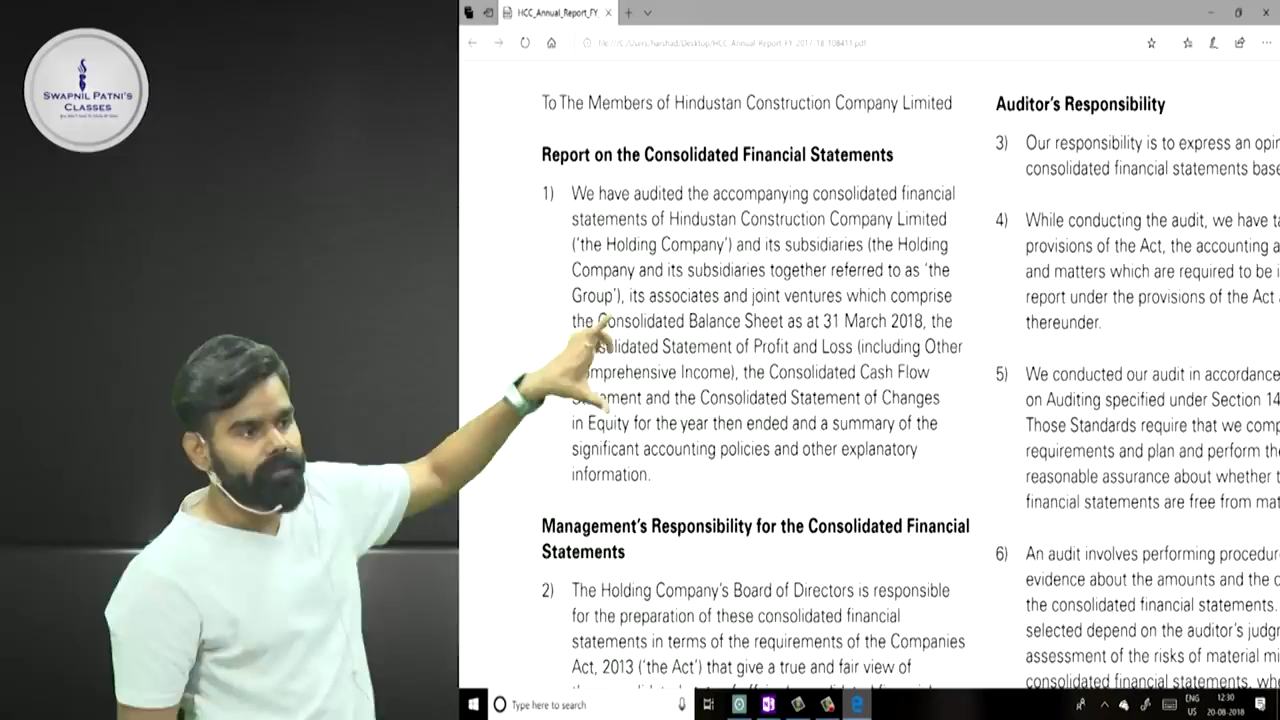 SWAPNIL PATNI'S
CLASSES
HCC_Annual_Report_FY_
file:///C:/Users/harshad/Desktop/HCC_Annual_Report_FY_2017-18_108411.pdf
To The Members of Hindustan Construction Company Limited
Report on the Consolidated Financial Statements
1) We have audited the accompanying consolidated financial
statements of Hindustan Construction Company Limited
('the Holding Company') and its subsidiaries (the Holding
Company and its subsidiaries together referred to as 'the
Group'), its associates and joint ventures which comprise
the Consolidated Balance Sheet as at 31 March 2018, the
solidated Statement of Profit and Loss (including Other
mprehensive Income), the Consolidated Cash Flow
ment and the Consolidated Statement of Changes
in Equity for the year then ended and a summary of the
significant accounting policies and other explanatory
information.
Management's Responsibility for the Consolidated Financial
Statements
2) The Holding Company's Board of Directors is responsible
for the preparation of these consolidated financial
statements in terms of the requirements of the Companies
Act, 2013 ('the Act') that give a true and fair view of
Auditor's Responsibility
3) Our responsibility is to express an opin
consolidated financial statements base
4) While conducting the audit, we have ta
provisions of the Act, the accounting a
and matters which are required to be i
report under the provisions of the Act
thereunder.
5) We conducted our audit in accordance
on Auditing specified under Section 14
Those Standards require that we comp
requirements and plan and perform the
reasonable assurance about whether t
financial statements are free from mat
6) An audit involves performing procedure
evidence about the amounts and the d
the consolidated financial statements.
selected depend on the auditor's judgm
assessment of the risks of material mi
consolidated financial statements, whe
Type here to search
ENG
US
12:30
20-08-2018